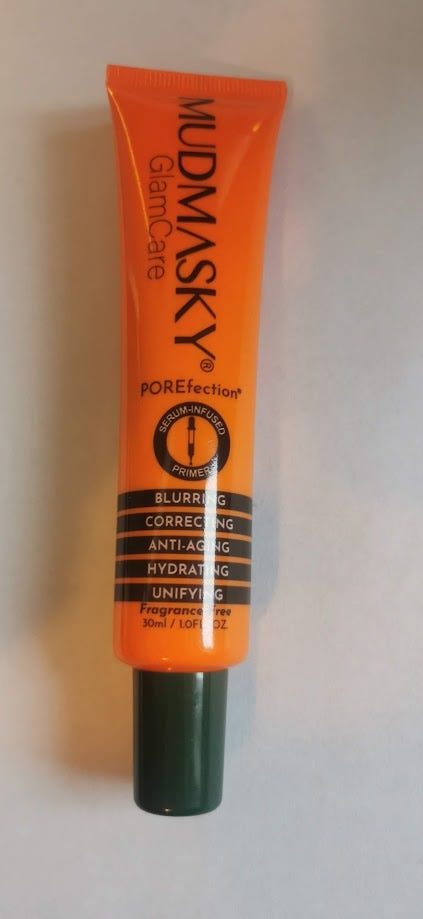 MUDMASKY®
GlamCare
POREfection®
SERUM-INFUSED
PRIMER
BLURRING
CORRECTING
ANTI-AGING
HYDRATING
UNIFYING
Fragrance Free
30ml / 1.0FL OZ